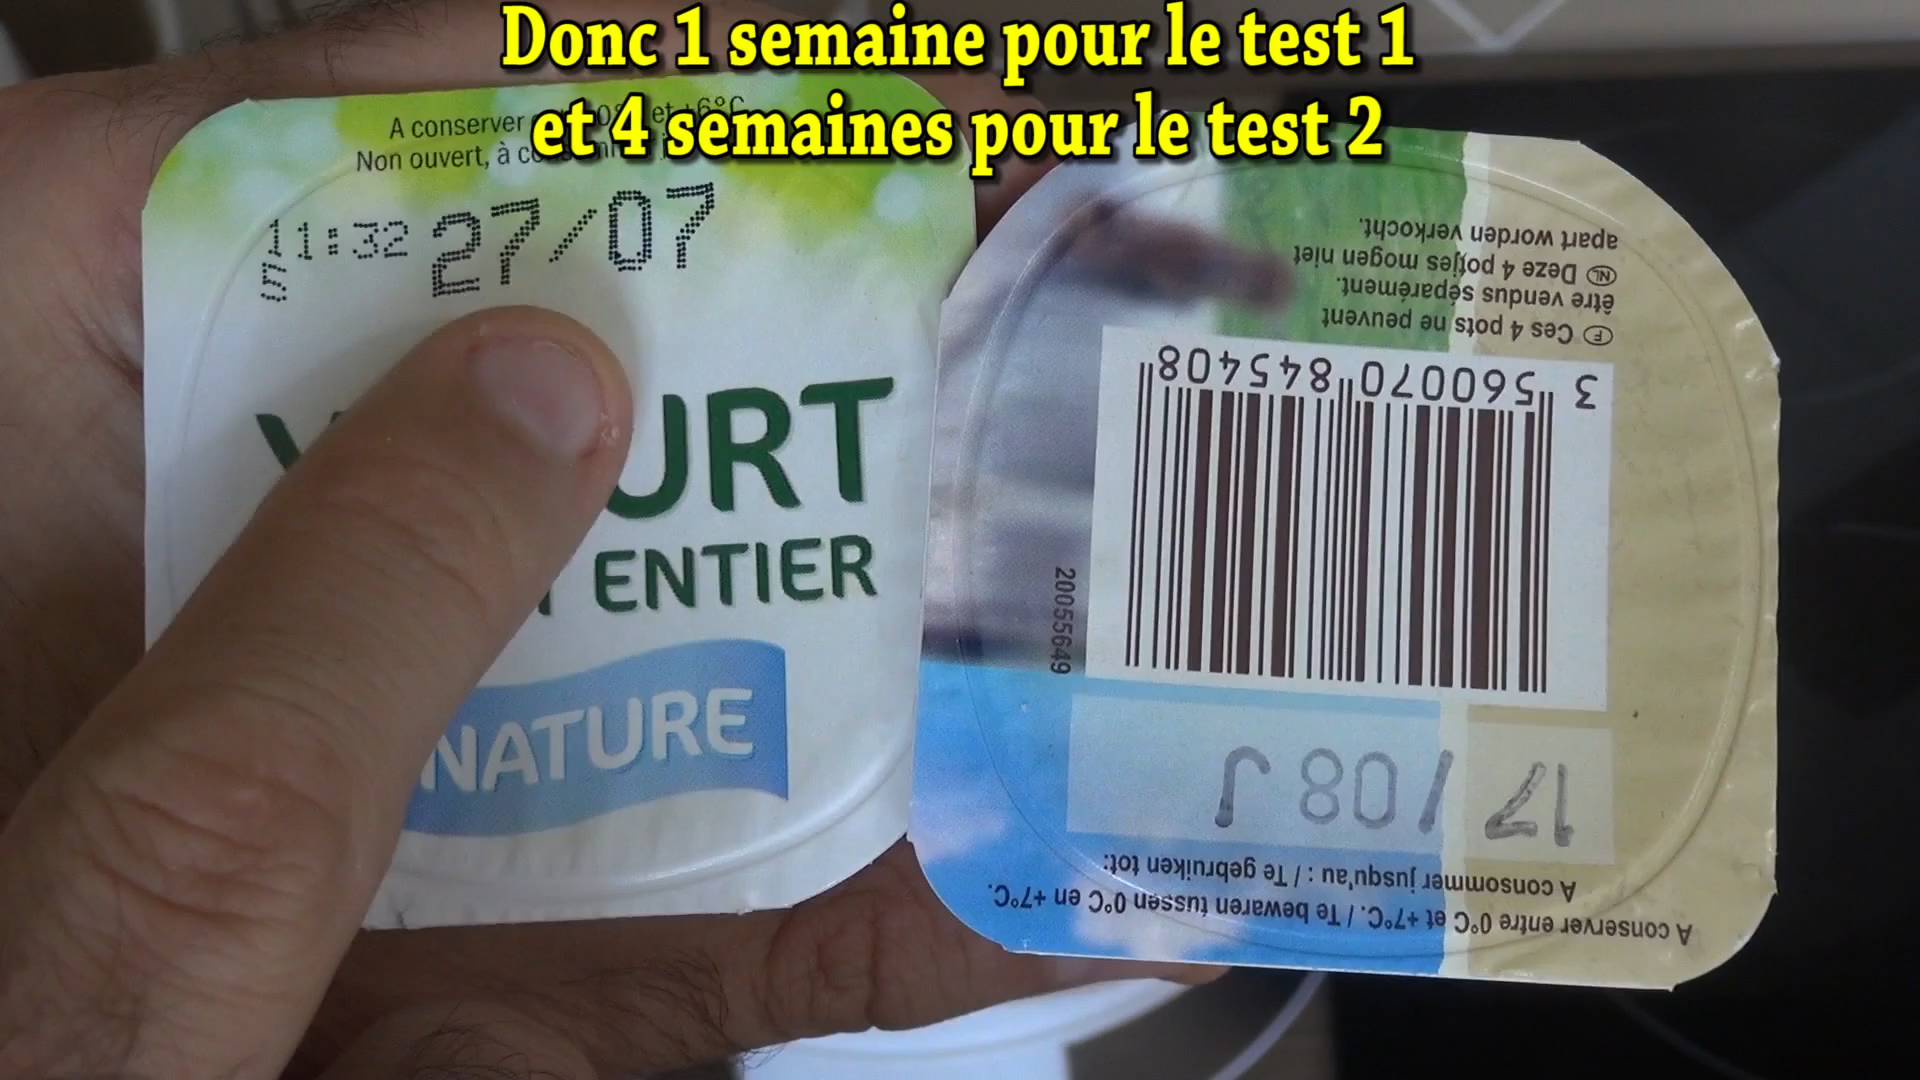 Donc 1 semaine pour le test 1
et 4 semaines pour le test 2
A conserver et +6°C
Non ouvert, à
11:32 27/07
5
URT
ENTIER
NATURE
apart worden verkocht.
NL Deze 4 potjes mogen niet
être vendus séparément.
F Ces 4 pots ne peuvent
3 560070 845408
20055649
17/08 J
A consommer jusqu'au : / Te gebruiken tot:
A conserver entre 0°C et +7°C. / Te bewaren tussen 0°C en +7°C.